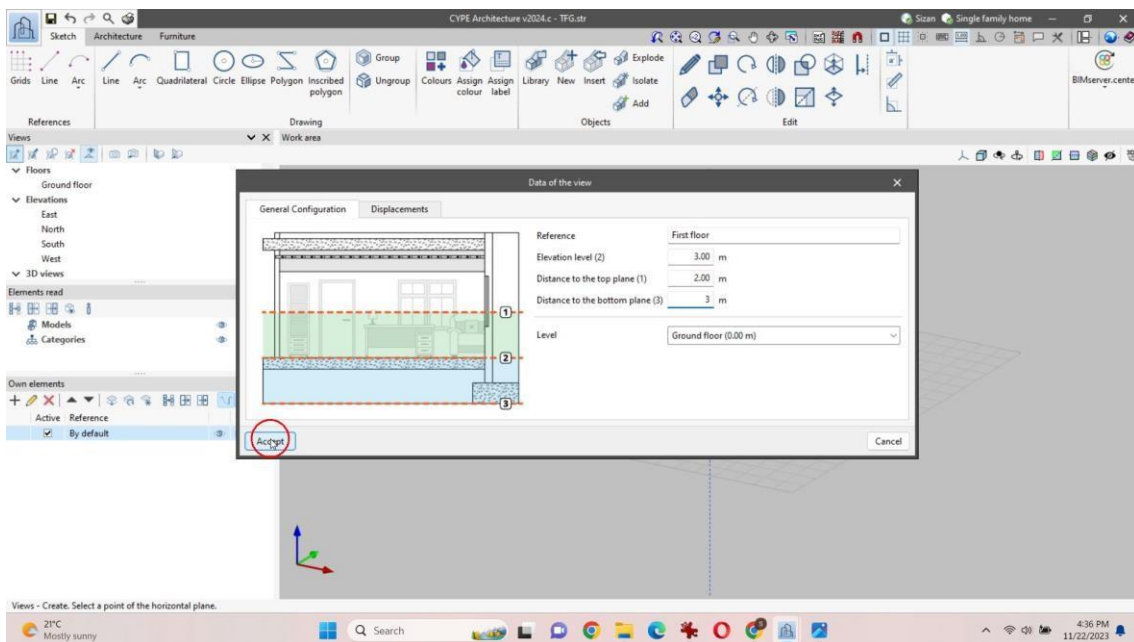 CYPE Architecture v2024.c - TFG.str
Sizan
Single family home
Sketch
Architecture
Furniture
Grids
Line
Arc
Line
Arc
Quadrilateral
Circle
Ellipse
Polygon
Inscribed
polygon
Group
Ungroup
Colours
Assign
colour
Assign
label
Library
New
Insert
Explode
Isolate
Add
BIMserver.cente
References
Drawing
Objects
Edit
Views
Work area
Floors
Ground floor
Elevations
East
North
South
West
3D views
Elements read
Models
Categories
Own elements
Active Reference
By default
Data of the view
General Configuration
Displacements
1
2
3
Reference
First floor
Elevation level (2)
3.00 m
Distance to the top plane (1)
2.00 m
Distance to the bottom plane (3)
3 m
Level
Ground floor (0.00 m)
Accept
Cancel
Views - Create. Select a point of the horizontal plane.
21°C
Mostly sunny
Search
4:36 PM
11/22/2023